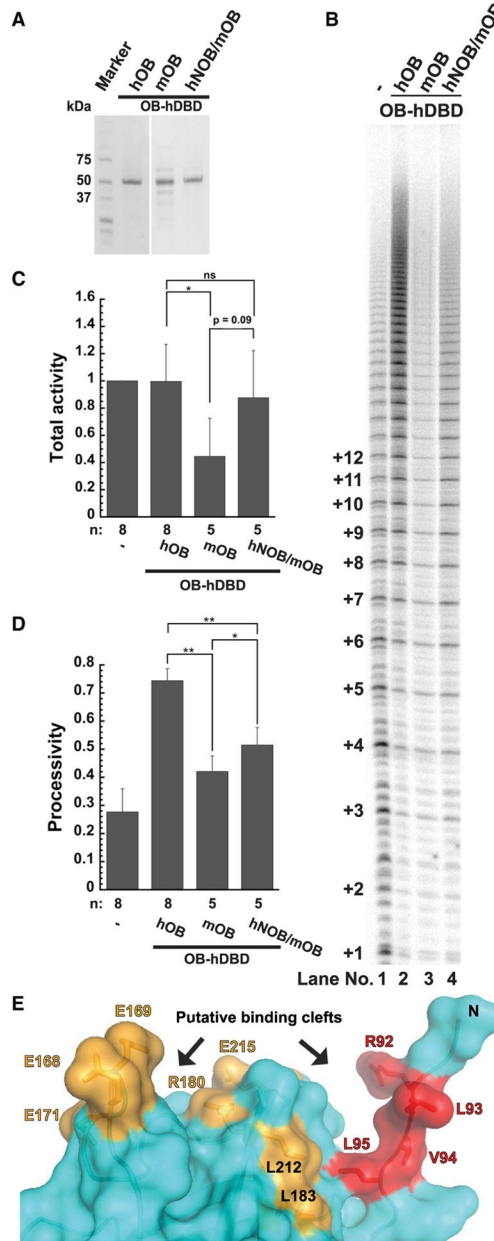 A
Marker
hOB
mOB
hNOB/mOB
OB-hDBD
kDa
75
50
37
B
-
hOB
mOB
hNOB/mOB
OB-hDBD
+12
+11
+10
+9
+8
+7
+6
+5
+4
+3
+2
+1
Lane No. 1 2 3 4
C
ns
*
p = 0.09
Total activity
1.6
1.4
1.2
1
0.8
0.6
0.4
0.2
0
n: 8 8 5 5
- hOB mOB hNOB/mOB
OB-hDBD
D
**
** *
Processivity
0.8
0.7
0.6
0.5
0.4
0.3
0.2
0.1
0
n: 8 8 5 5
- hOB mOB hNOB/mOB
OB-hDBD
E
Putative binding clefts
N
E169
E168
E171
R180
E215
L212
L183
R92
L93
L95
V94